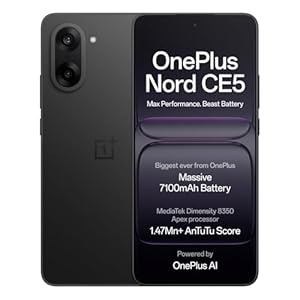 OnePlus
Nord CE5
Max Performance. Beast Battery
Biggest ever from OnePlus
Massive
7100mAh Battery
MediaTek Dimensity 8350
Apex processor
1.47Mn+ AnTuTu Score
Powered by
OnePlus AI